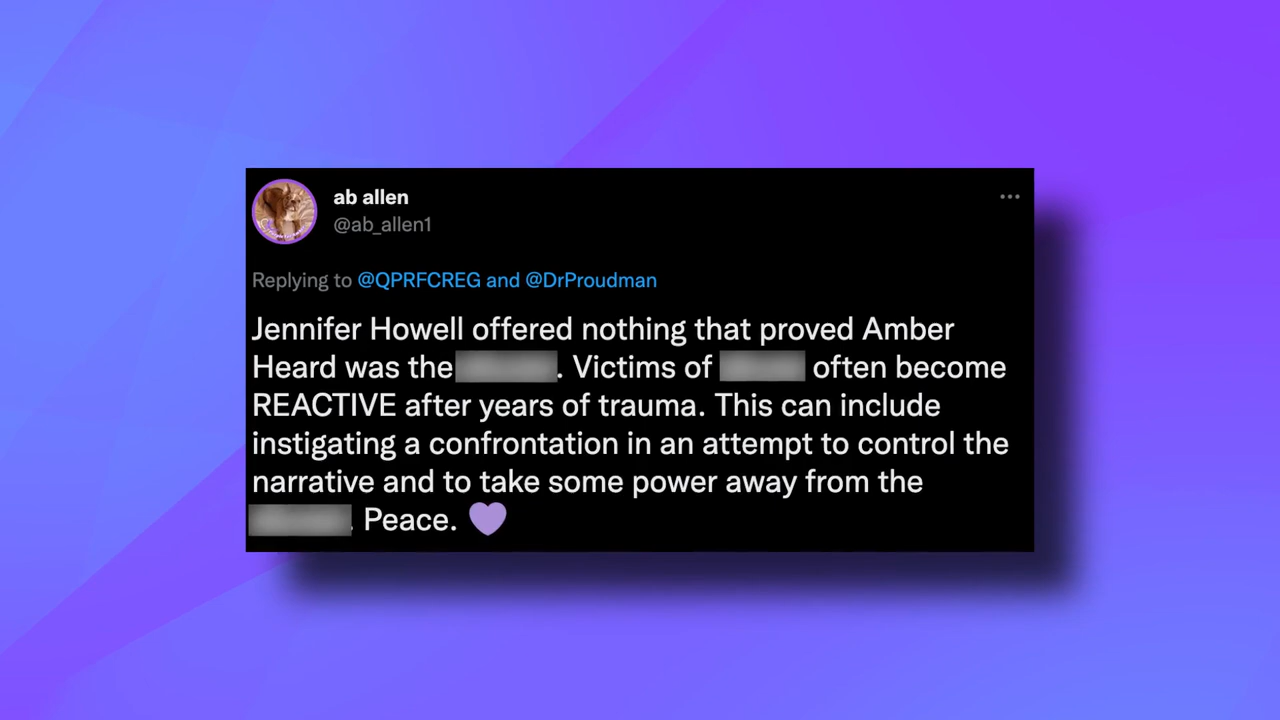 ab allen
@ab_allen1
Replying to @QPRFCREG and @DrProudman
Jennifer Howell offered nothing that proved Amber
Heard was the . Victims of often become
REACTIVE after years of trauma. This can include
instigating a confrontation in an attempt to control the
narrative and to take some power away from the
. Peace. 💜